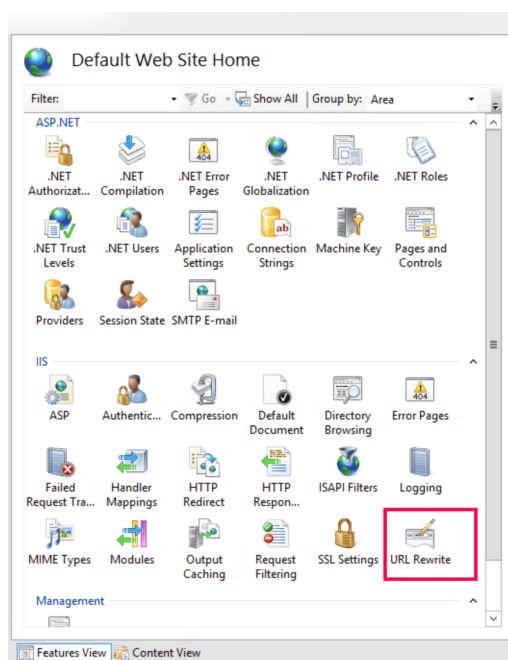 Default Web Site Home
Filter: Go Show All Group by: Area
ASP.NET
.NET .NET .NET Error .NET .NET Profile .NET Roles
Authorizat... Compilation Pages Globalization
.NET Trust .NET Users Application Connection Machine Key Pages and
Levels Settings Strings Controls
Providers Session State SMTP E-mail
IIS
ASP Authentic... Compression Default Directory Error Pages
Document Browsing
Failed Handler HTTP HTTP ISAPI Filters Logging
Request Tra... Mappings Redirect Respon...
MIME Types Modules Output Request SSL Settings URL Rewrite
Caching Filtering
Management
Features View Content View